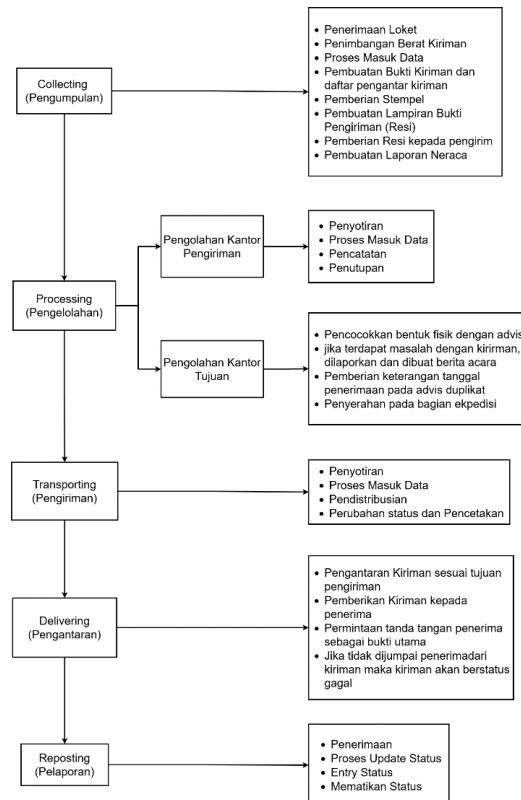 Collecting
(Pengumpulan)
• Penerimaan Loket
• Penimbangan Berat Kiriman
• Proses Masuk Data
• Pembuatan Bukti Kiriman dan
daftar pengantar kiriman
• Pemberian Stempel
• Pembuatan Lampiran Bukti
Pengiriman (Resi)
• Pemberian Resi kepada pengirim
• Pembuatan Laporan Neraca
Processing
(Pengelolahan)
Pengolahan Kantor
Pengiriman
• Penyotiran
• Proses Masuk Data
• Pencatatan
• Penutupan
Pengolahan Kantor
Tujuan
• Pencocokkan bentuk fisik dengan advis
• jika terdapat masalah dengan kirirman,
dilaporkan dan dibuat berita acara
• Pemberian keterangan tanggal
penerimaan pada advis duplikat
• Penyerahan pada bagian ekpedisi
Transporting
(Pengiriman)
• Penyotiran
• Proses Masuk Data
• Pendistribusian
• Perubahan status dan Pencetakan
Delivering
(Pengantaran)
• Pengantaran Kiriman sesuai tujuan
pengiriman
• Pemberikan Kiriman kepada
penerima
• Permintaan tanda tangan penerima
sebagai bukti utama
• Jika tidak dijumpai penerimadari
kiriman maka kiriman akan berstatus
gagal
Reposting
(Pelaporan)
• Penerimaan
• Proses Update Status
• Entry Status
• Mematikan Status